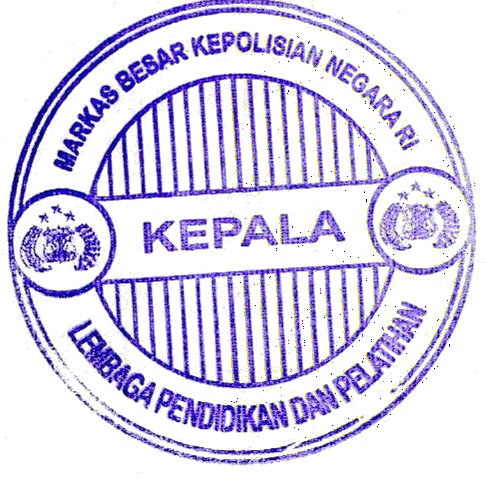 MARKAS BESAR KEPOLISIAN NEGARA RI
KEPALA
LEMBAGA PENDIDIKAN DAN PELATIHAN